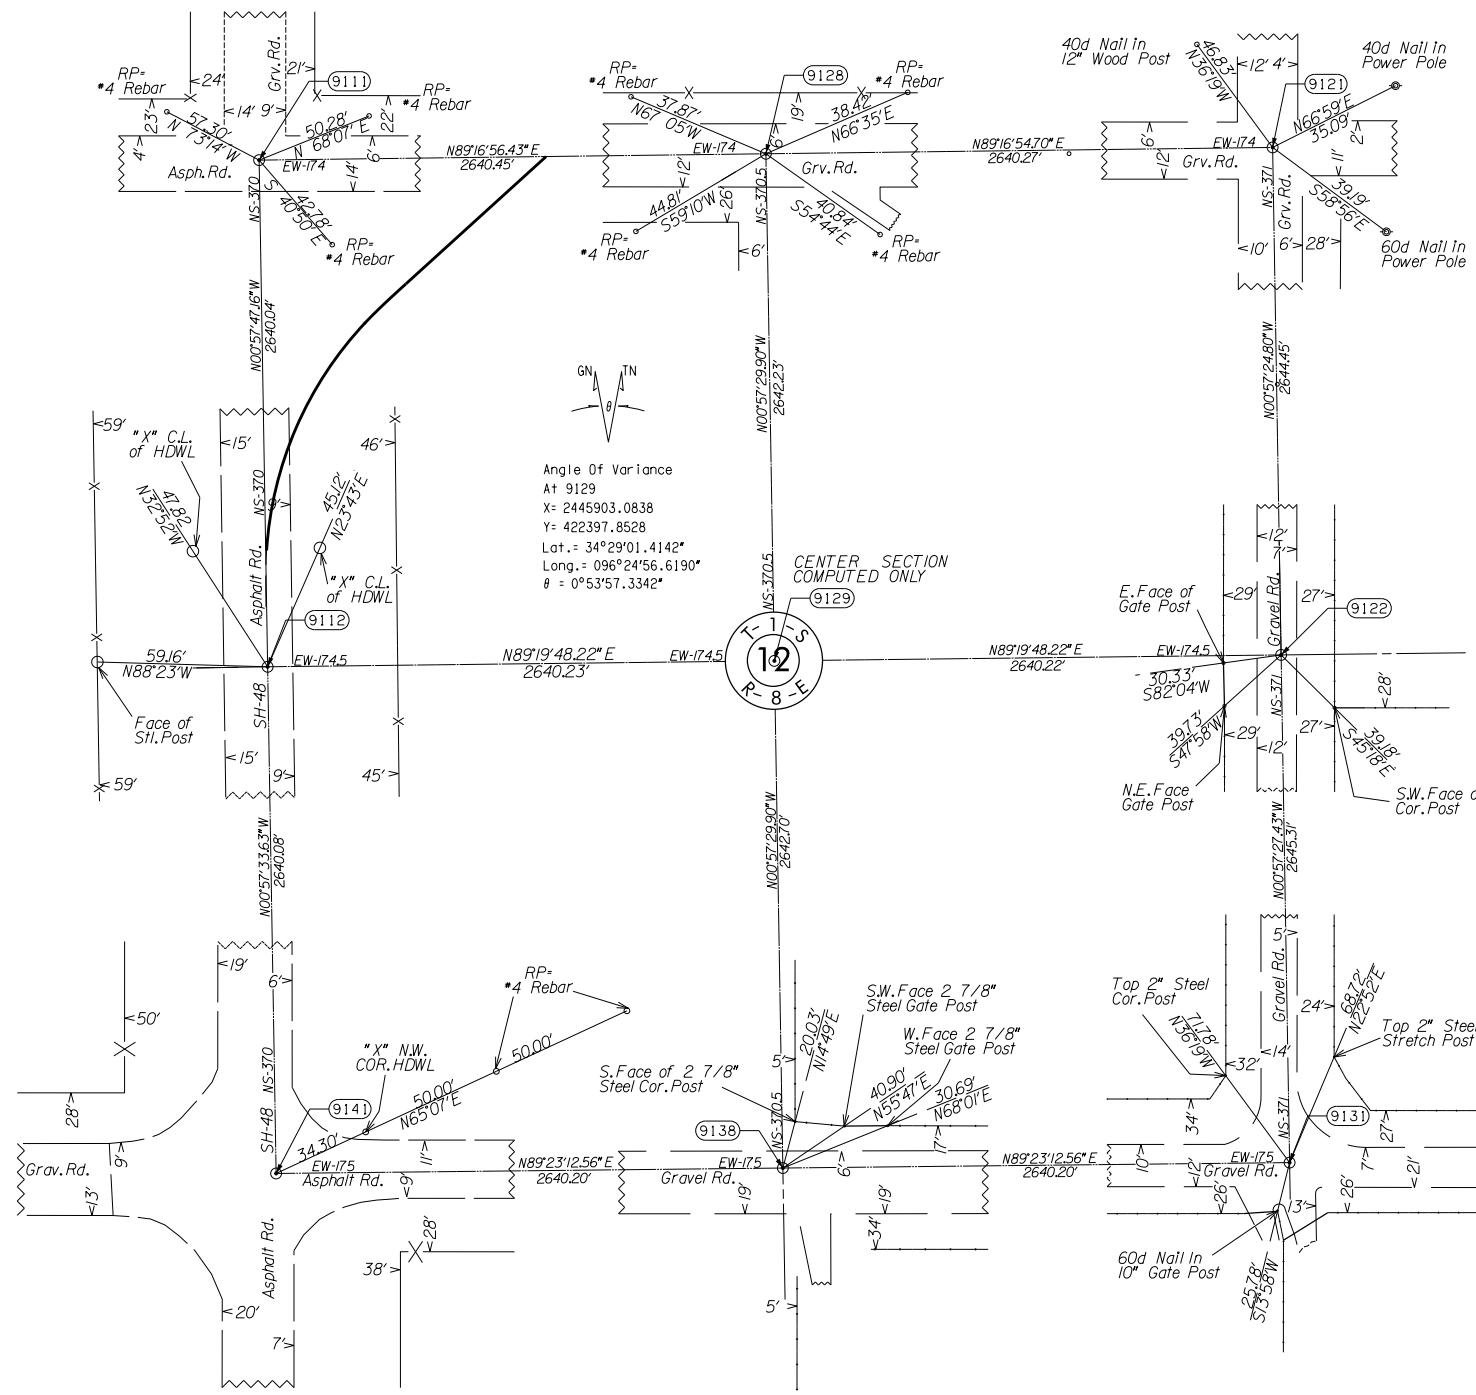 RP=
#4 Rebar
24'
Grv.Rd.
21'
9111
RP=
#4 Rebar
14'
9'
23'
22'
57.30'
N 73°14' W
50.28'
N 68°07' E
4'
6'
EW-174
Asph.Rd.
14'
NS-370
42.78'
S 40°50' E
RP=
#4 Rebar
N89°16'56.43" E
2640.45'
RP=
#4 Rebar
9128
RP=
#4 Rebar
37.87'
N67°05'W
19'
38.42'
N66°35'E
6'
EW-174
12'
Grv.Rd.
44.81'
S59°10'W
26'
NS-370.5
40.84'
S54°44'E
RP=
#4 Rebar
6'
RP=
#4 Rebar
N89°16'54.70" E
2640.27'
40d Nail in
12" Wood Post
46.83'
N36°19'W
12'
4'
40d Nail in
Power Pole
9121
N66°59'E
35.09'
2'
6'
12'
EW-174
Grv.Rd.
11'
NS-371
Grv.Rd.
39.19'
S58°56'E
10'
6'
28'
60d Nail in
Power Pole
N00°57'47.16" W
2640.04'
N00°57'29.90" W
2642.23'
N00°57'24.80" W
2644.45'
GN
TN
θ
Angle Of Variance
At 9129
X= 2445903.0838
Y= 422397.8528
Lat.= 34°29'01.4142"
Long.= 096°24'56.6190"
θ = 0°53'57.3342"
59'
"X" C.L.
of HDWL
15'
46'
NS-370
9'
47.82
N32°52'W
45.12'
N23°43'E
Asphalt Rd.
"X" C.L.
of HDWL
9112
59.16'
N88°23'W
EW-174.5
Face of
Stl.Post
SH-48
15'
9'
45'
59'
N89°19'48.22" E
2640.23'
EW-174.5
NS-370.5
CENTER SECTION
COMPUTED ONLY
9129
T-1-S
12
R-8-E
N89°19'48.22" E
2640.22'
EW-174.5
12'
7'
E.Face of
Gate Post
29'
27'
Gravel Rd.
9122
30.33'
S82°04'W
39.73'
S47°58'W
NS-371
28'
29'
12'
27'
39.18'
S45°18'E
N.E.Face
Gate Post
S.W.Face
Cor.Post
N00°57'33.63" W
2640.08'
N00°57'29.90" W
2642.70'
N00°57'27.43" W
2645.31'
19'
6'
50'
RP=
#4 Rebar
"X" N.W.
COR.HDWL
50.00'
50.00'
N65°07'E
34.30'
28'
NS-370
SH-48
9141
9'
11'
Grav.Rd.
EW-175
Asphalt Rd.
13'
9'
Asphalt Rd.
28'
38'
20'
7'
N89°23'12.56" E
2640.20'
S.W.Face 2 7/8"
Steel Gate Post
W.Face 2 7/8"
Steel Gate Post
20.03'
N14°49'E
5'
S.Face of 2 7/8"
Steel Cor.Post
40.90'
N55°47'E
30.69'
N68°01'E
9138
NS-370.5
EW-175
Gravel Rd.
6'
17'
19'
19'
34'
5'
N89°23'12.56" E
2640.20'
5'
Gravel Rd.
Top 2" Steel
Cor.Post
24'
68.72'
N22°52'E
71.78'
N36°19'W
Top 2" Steel
Stretch Post
32'
14'
34'
NS-371
9131
27'
10'
EW-175
Gravel Rd.
7'
12'
21'
26'
13'
26'
60d Nail In
10" Gate Post
25.78'
S13°58'W